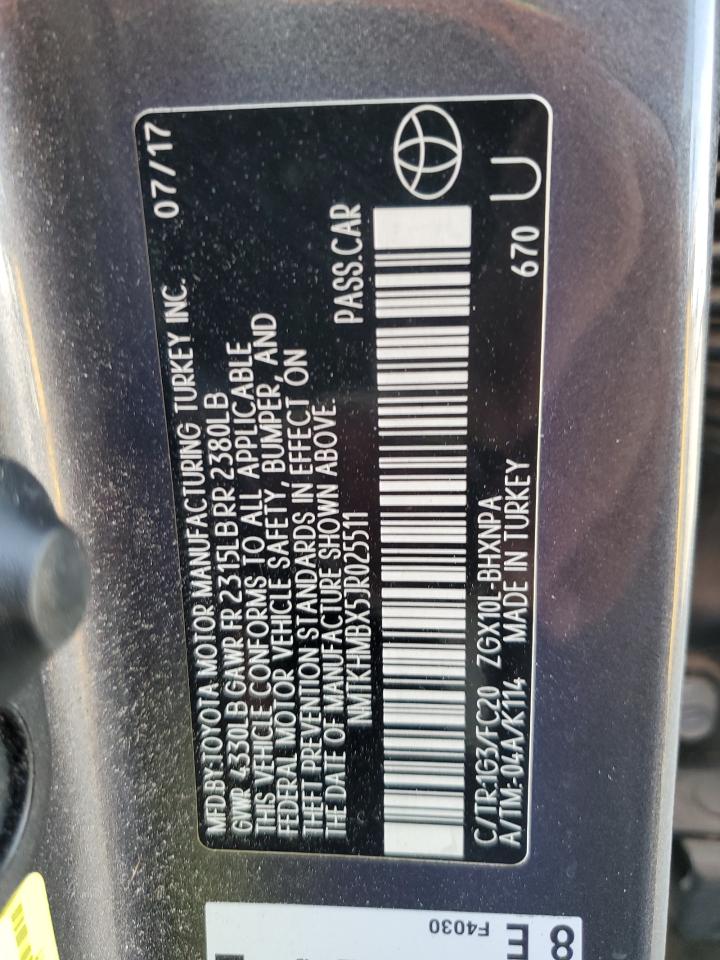 MFD BY: TOYOTA MOTOR MANUFACTURING TURKEY INC. 07/17
GVWR 4330LB GAWR FR 2315LB RR 2380LB
THIS VEHICLE CONFORMS TO ALL APPLICABLE
FEDERAL MOTOR VEHICLE SAFETY, BUMPER, AND
THEFT PREVENTION STANDARDS IN EFFECT ON
THE DATE OF MANUFACTURE SHOWN ABOVE.
NMTKHMBX5JR025511 PASS.CAR
C/TR:1G3/FC20 ZGX10L-BHXNPA 670 U
A/TM:-04A/K114 MADE IN TURKEY
F4030